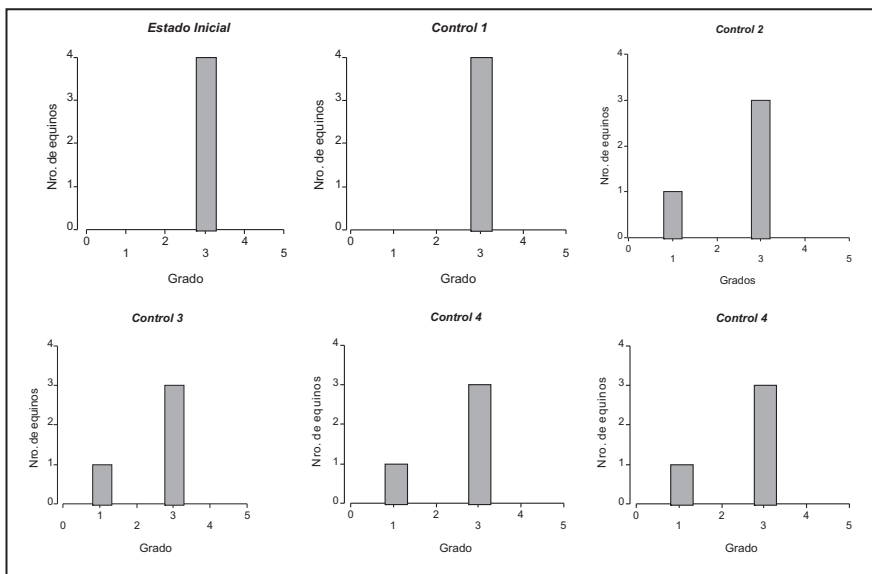 Estado Inicial
Nro. de equinos
4
3
2
1
0
0 1 2 3 4 5
Grado
Control 1
Nro. de equinos
4
3
2
1
0
0 1 2 3 4 5
Grado
Control 2
Nro. de equinos
4
3
2
1
0
0 1 2 3 4 5
Grados
Control 3
Nro. de equinos
4
3
2
1
0
0 1 2 3 4 5
Grado
Control 4
Nro. de equinos
4
3
2
1
0
0 1 2 3 4 5
Grado
Control 4
Nro. de equinos
4
3
2
1
0
0 1 2 3 4 5
Grado